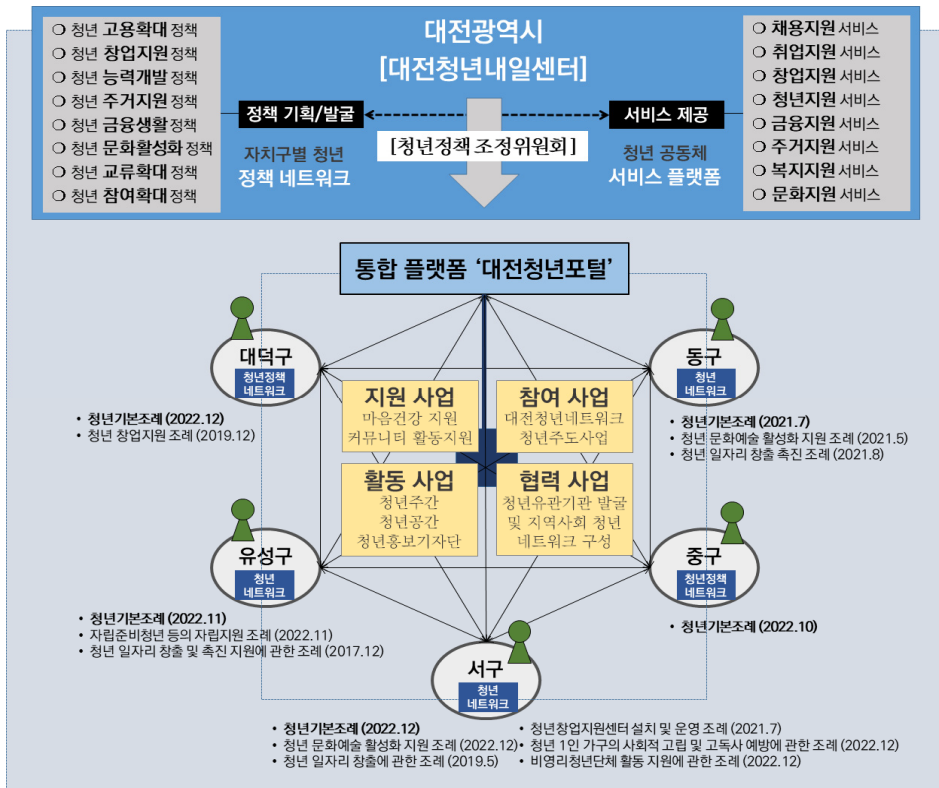 ❍ 청년 고용확대 정책
❍ 청년 창업지원 정책
❍ 청년 능력개발 정책
❍ 청년 주거지원 정책
❍ 청년 금융생활 정책
❍ 청년 문화활성화 정책
❍ 청년 교류확대 정책
❍ 청년 참여확대 정책
대전광역시
[대전청년내일센터]
정책 기획/발굴
자치구별 청년
정책 네트워크
[청년정책 조정위원회]
서비스 제공
청년 공동체
서비스 플랫폼
❍ 채용지원 서비스
❍ 취업지원 서비스
❍ 창업지원 서비스
❍ 청년지원 서비스
❍ 금융지원 서비스
❍ 주거지원 서비스
❍ 복지지원 서비스
❍ 문화지원 서비스
통합 플랫폼 ‘대전청년포털’
대덕구
청년정책
네트워크
• 청년기본조례 (2022.12)
• 청년 창업지원 조례 (2019.12)
동구
청년
네트워크
• 청년기본조례 (2021.7)
• 청년 문화예술 활성화 지원 조례 (2021.5)
• 청년 일자리 창출 촉진 조례 (2021.8)
지원 사업
마음건강 지원
커뮤니티 활동지원
참여 사업
대전청년네트워크
청년주도사업
활동 사업
청년주간
청년공간
청년홍보기자단
협력 사업
청년유관기관 발굴
및 지역사회 청년
네트워크 구성
유성구
청년
네트워크
• 청년기본조례 (2022.11)
• 자립준비청년 등의 자립지원 조례 (2022.11)
• 청년 일자리 창출 및 촉진 지원에 관한 조례 (2017.12)
중구
청년정책
네트워크
• 청년기본조례 (2022.10)
서구
청년
네트워크
• 청년기본조례 (2022.12)
• 청년 문화예술 활성화 지원 조례 (2022.12)
• 청년 일자리 창출에 관한 조례 (2019.5)
• 청년창업지원센터 설치 및 운영 조례 (2021.7)
• 청년 1인 가구의 사회적 고립 및 고독사 예방에 관한 조례 (2022.12)
• 비영리청년단체 활동 지원에 관한 조례 (2022.12)